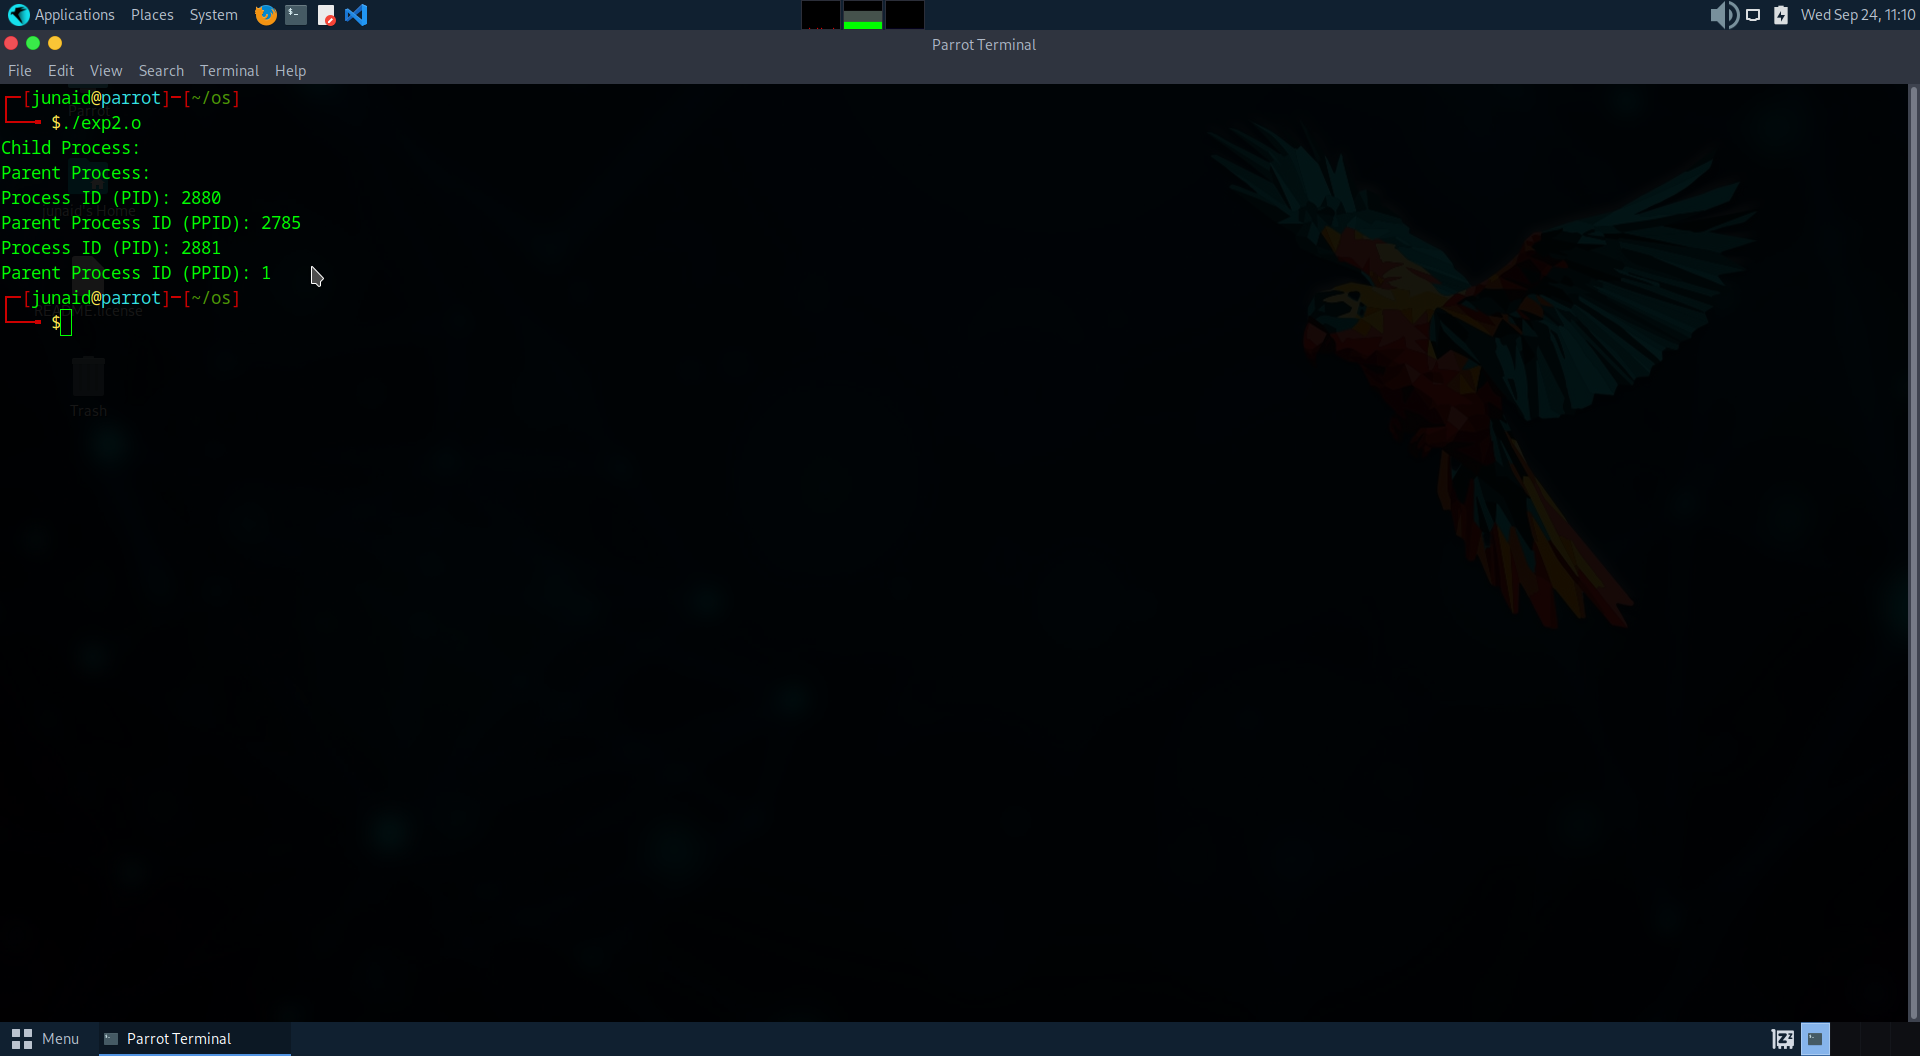 Applications Places System
Wed Sep 24, 11:10
Parrot Terminal
File Edit View Search Terminal Help
┌─[junaid@parrot]─[~/os]
└──╼ $./exp2.o
Child Process:
Parent Process:
Process ID (PID): 2880
Parent Process ID (PPID): 2785
Process ID (PID): 2881
Parent Process ID (PPID): 1
┌─[junaid@parrot]─[~/os]
└──╼ $
README.license
Trash
Menu Parrot Terminal